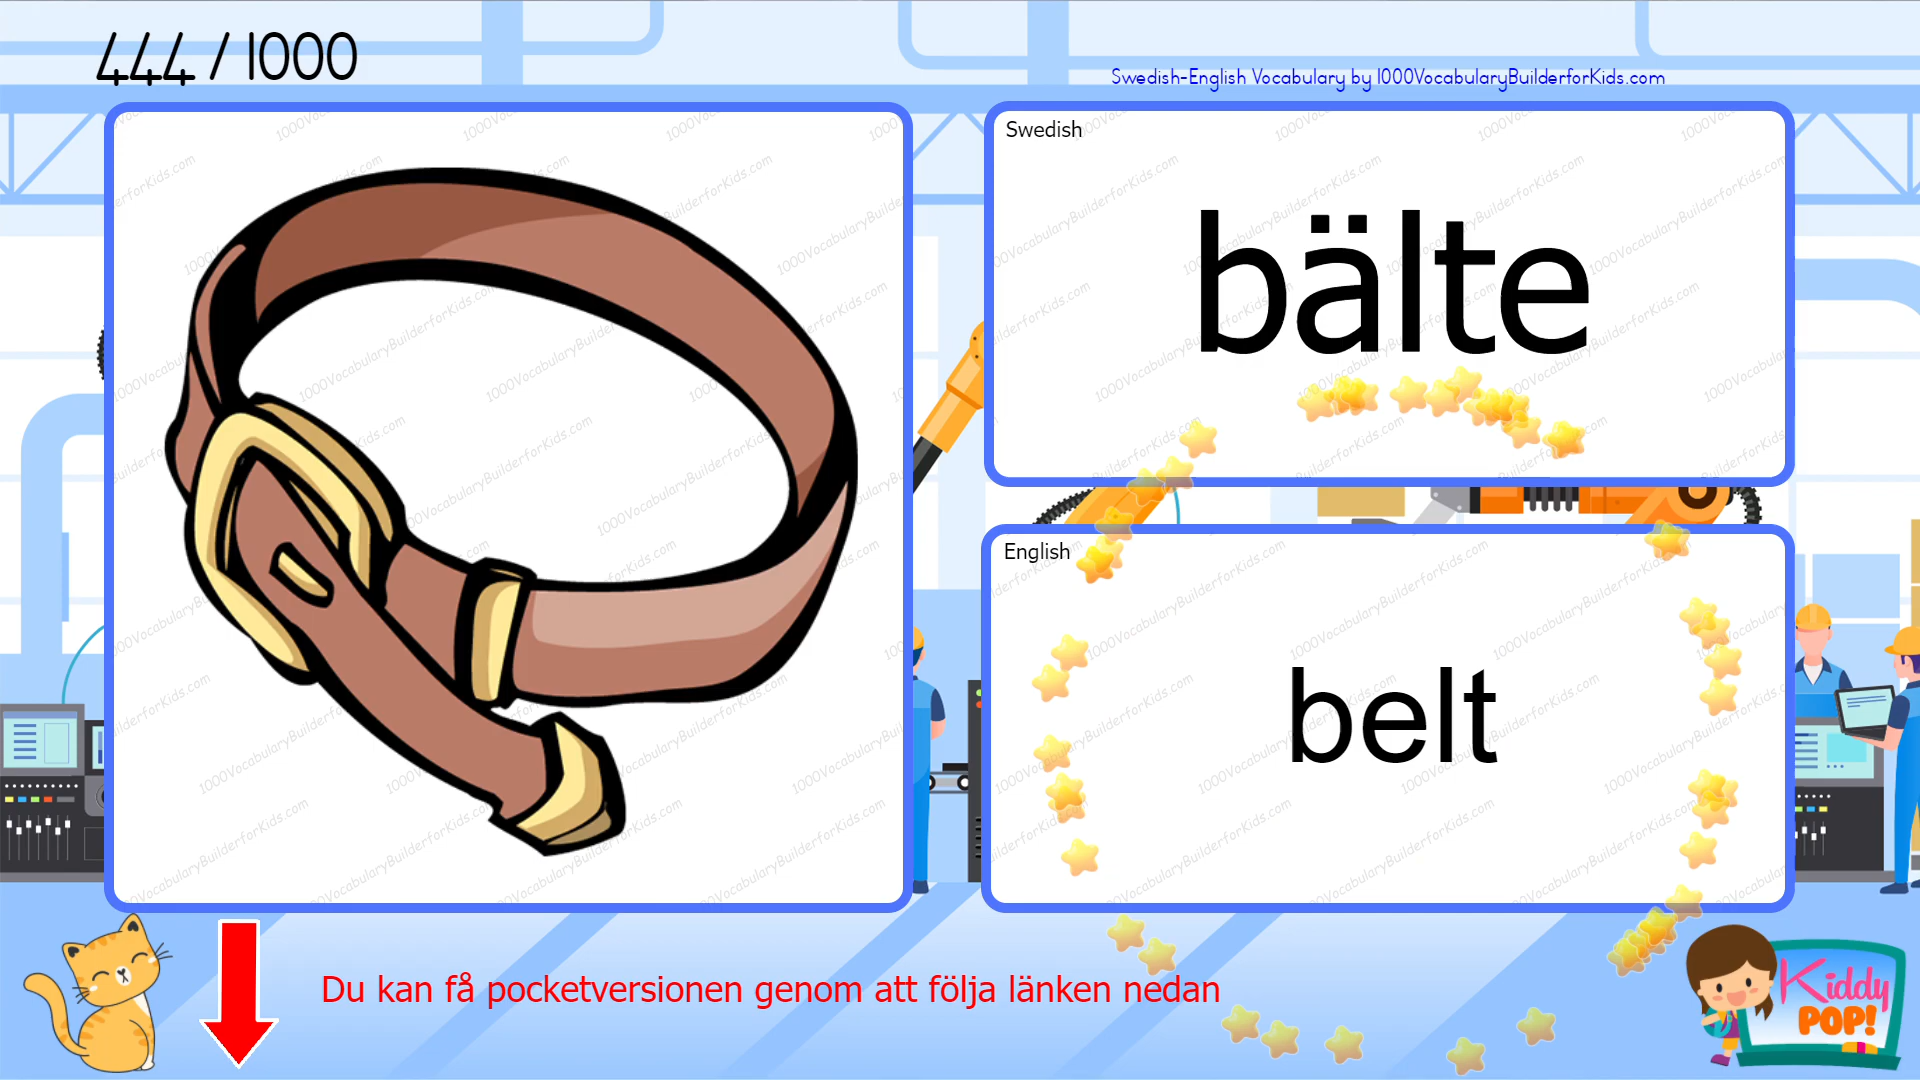 444 / 1000
Swedish-English Vocabulary by 1000VocabularyBuilderforKids.com
Swedish
bälte
English
belt
Du kan få pocketversionen genom att följa länken nedan
Kiddy
POP!